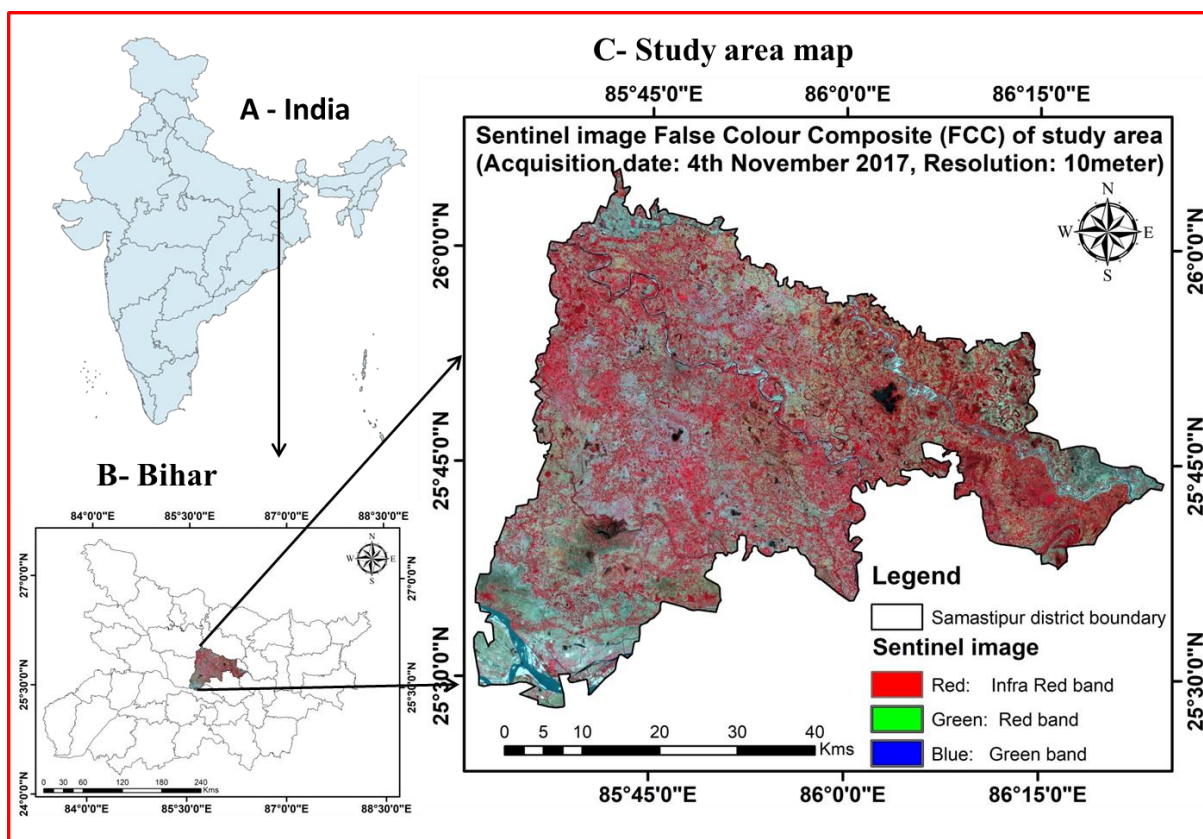 A - India
B- Bihar
84°0'0"E 85°30'0"E 87°0'0"E 88°30'0"E
N
W E
S
27°0'0"N 27°0'0"N
25°30'0"N 25°30'0"N
24°0'0"N
0 30 60 120 180 240
Kms
84°0'0"E 85°30'0"E 87°0'0"E 88°30'0"E
C- Study area map
85°45'0"E 86°0'0"E 86°15'0"E
Sentinel image False Colour Composite (FCC) of study area
(Acquisition date: 4th November 2017, Resolution: 10meter)
N
W E
S
26°0'0"N 26°0'0"N
25°45'0"N 25°45'0"N
25°30'0"N 25°30'0"N
Legend
Samastipur district boundary
Sentinel image
Red: Infra Red band
Green: Red band
Blue: Green band
0 5 10 20 30 40
Kms
85°45'0"E 86°0'0"E 86°15'0"E